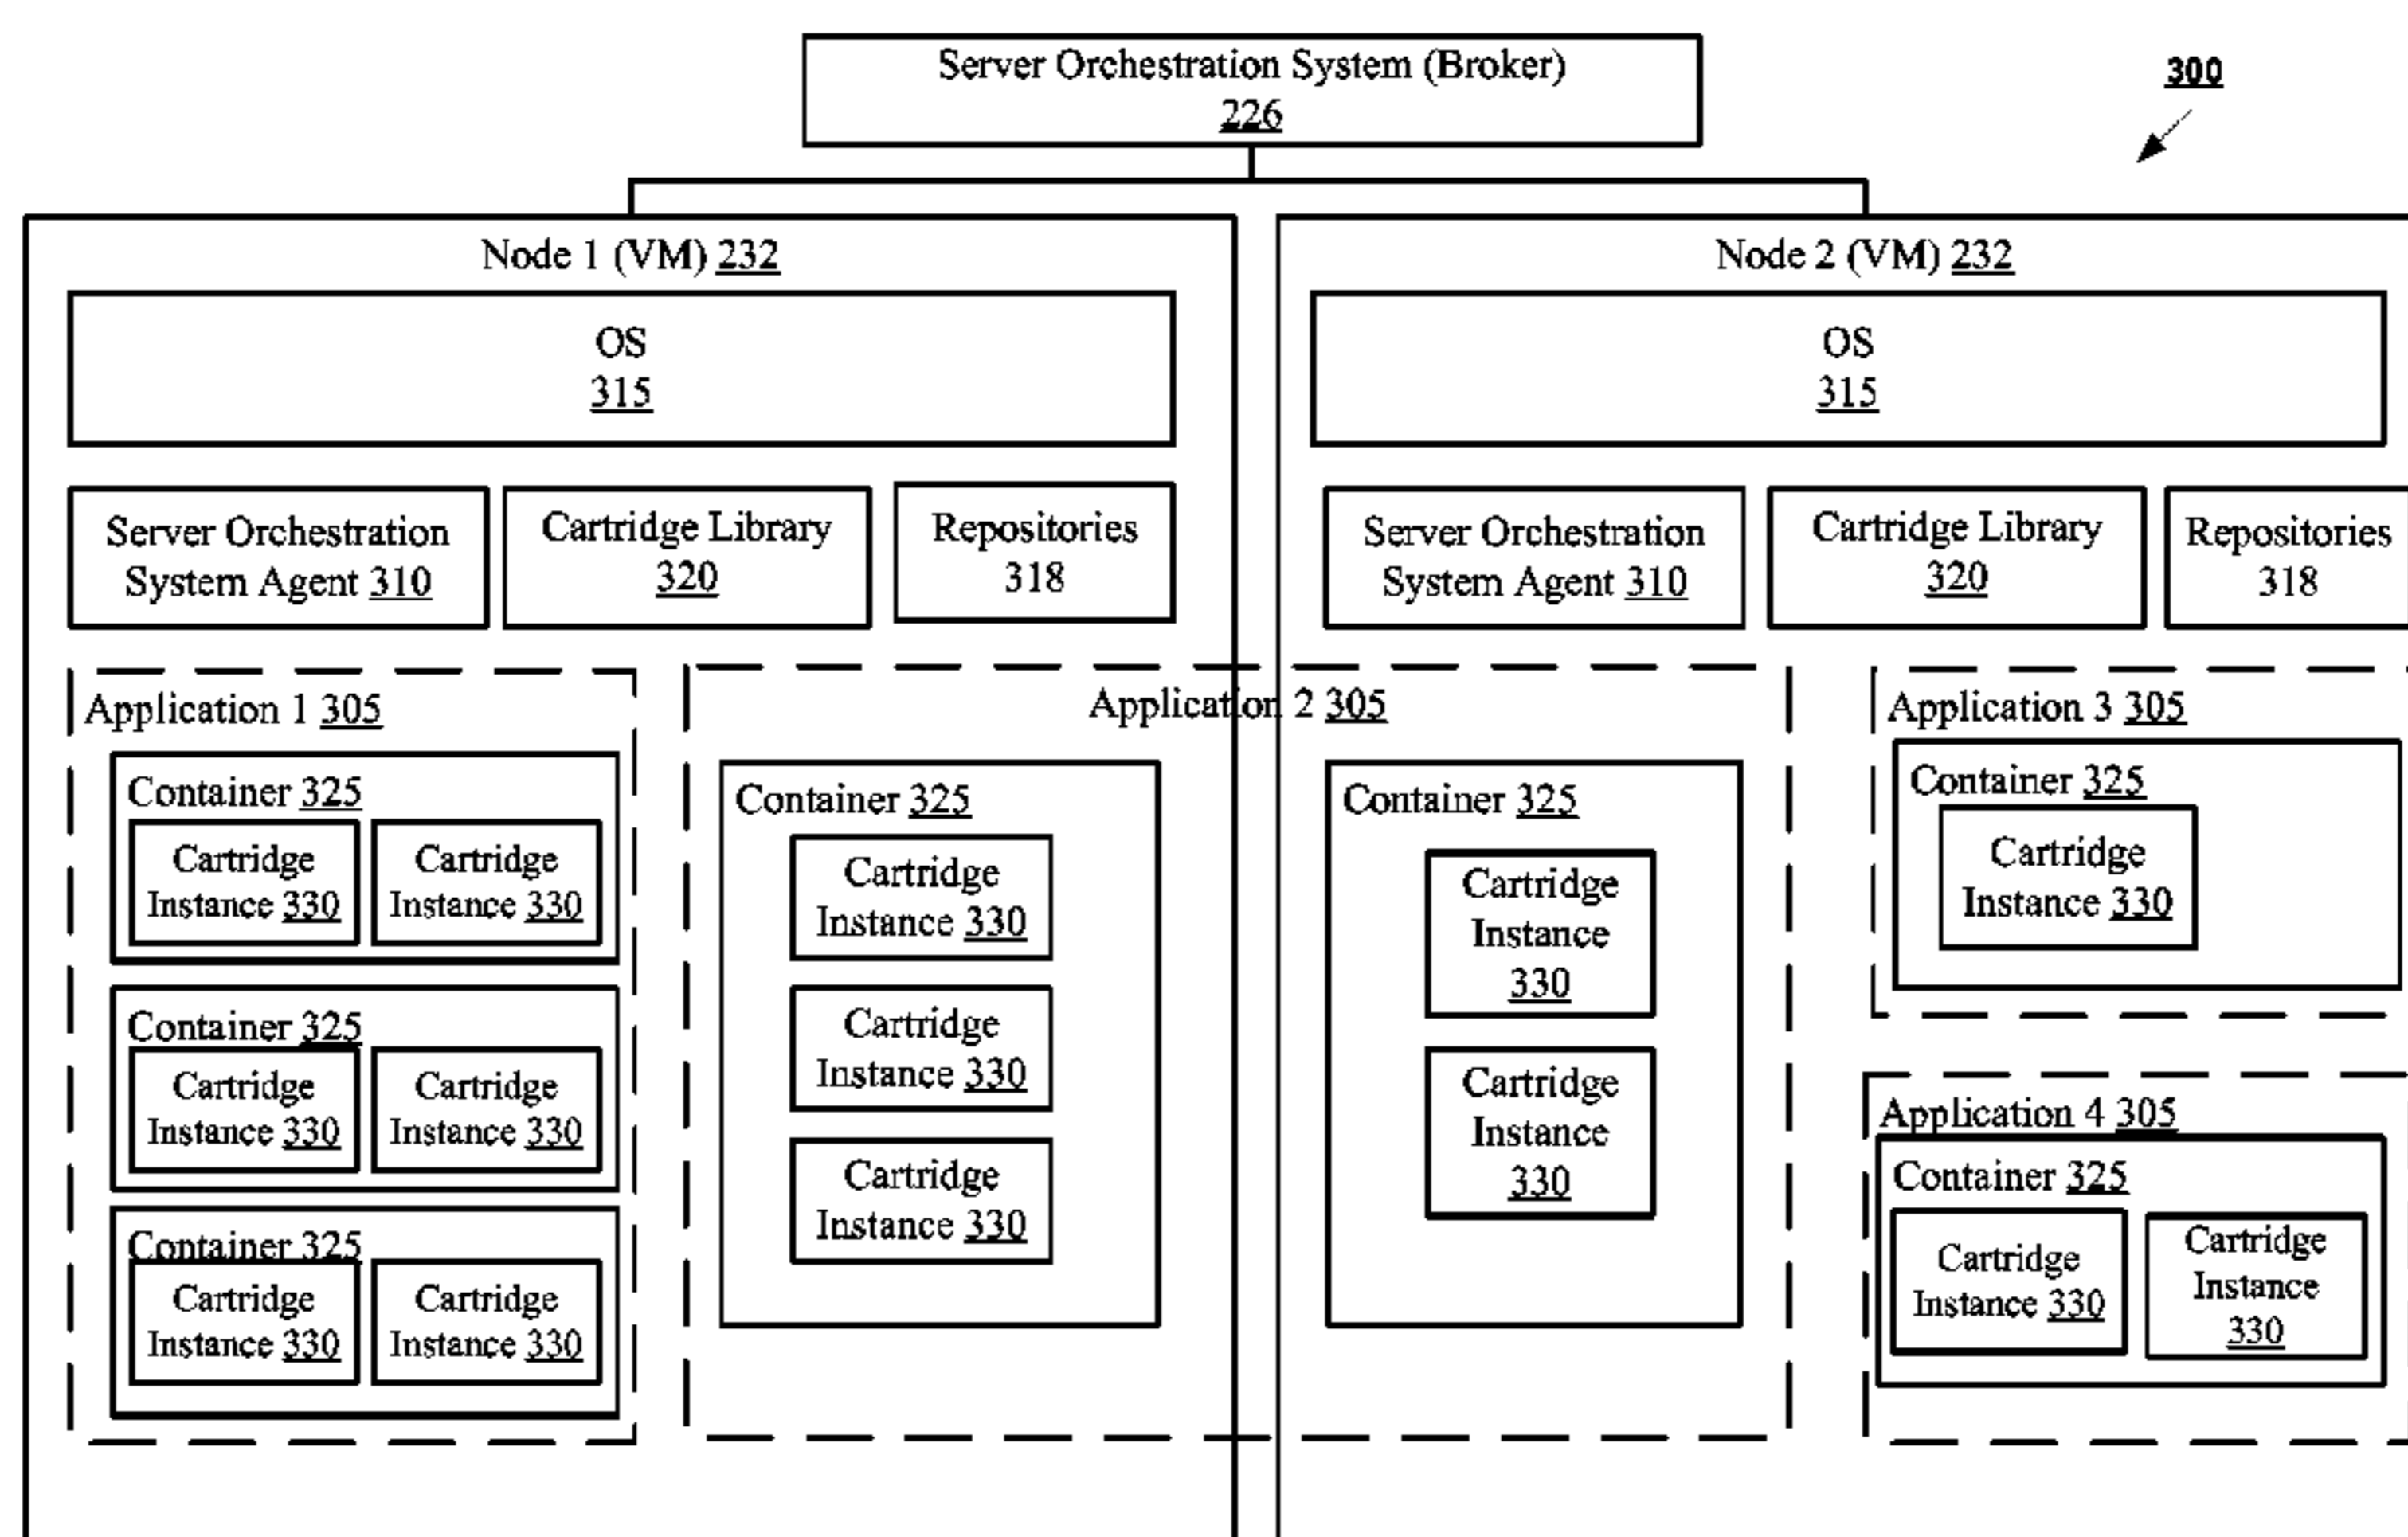 Server Orchestration System (Broker)
226
300
Node 1 (VM) 232
OS
315
Server Orchestration
System Agent 310
Cartridge Library
320
Repositories
318
Node 2 (VM) 232
OS
315
Server Orchestration
System Agent 310
Cartridge Library
320
Repositories
318
Application 1 305
Container 325
Cartridge
Instance 330
Cartridge
Instance 330
Container 325
Cartridge
Instance 330
Cartridge
Instance 330
Container 325
Cartridge
Instance 330
Cartridge
Instance 330
Application 2 305
Container 325
Cartridge
Instance 330
Cartridge
Instance 330
Cartridge
Instance 330
Container 325
Cartridge
Instance
330
Cartridge
Instance
330
Application 3 305
Container 325
Cartridge
Instance 330
Application 4 305
Container 325
Cartridge
Instance 330
Cartridge
Instance
330